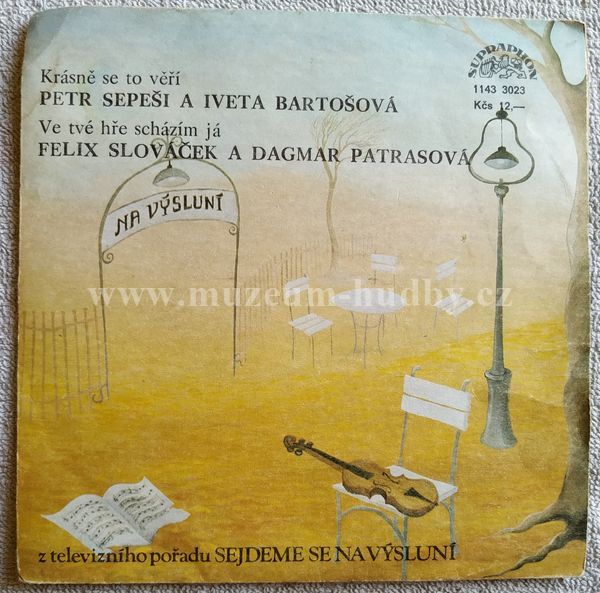 SUPRAPHON
1143 3023
Kčs 12,—
Krásně se to věří
PETR SEPEŠI A IVETA BARTOŠOVÁ
Ve tvé hře scházím já
FELIX SLOVÁČEK A DAGMAR PATRASOVÁ
NA VÝSLUNÍ
www.muzeum-hudby.cz
z televizního pořadu SEJDEME SE NA VÝSLUNÍ